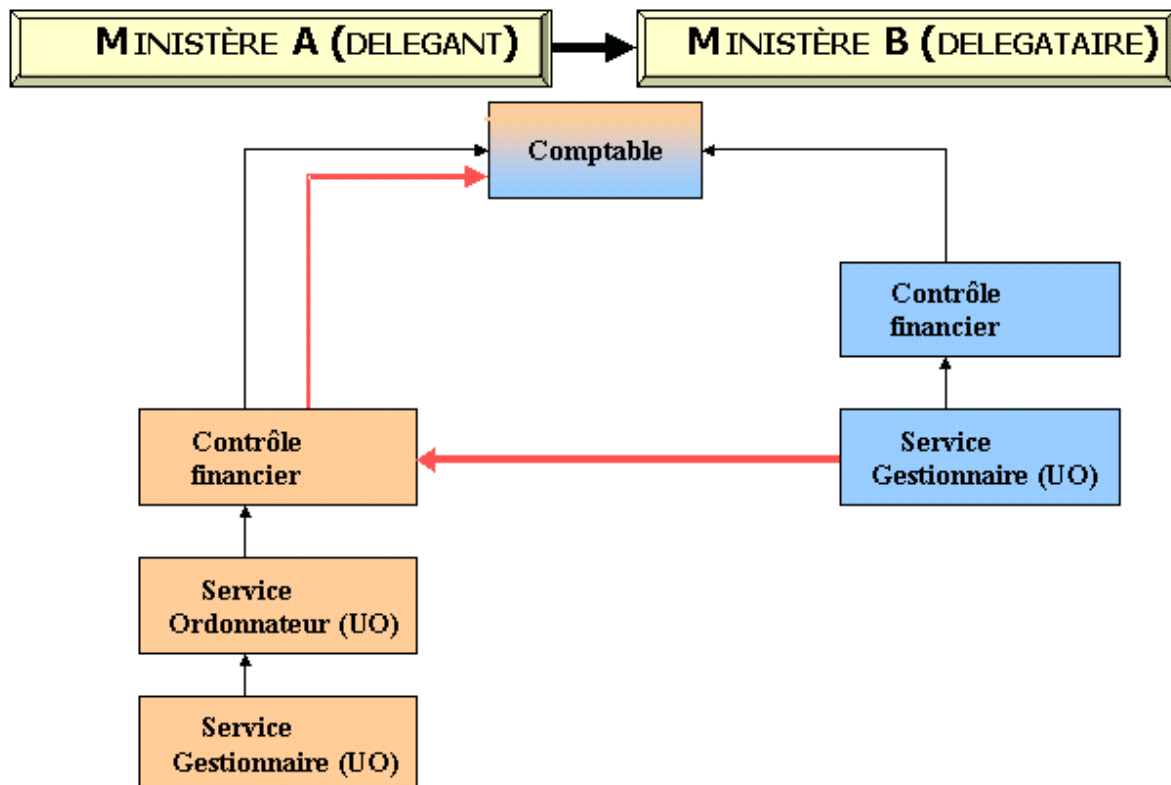 MINISTÈRE A (DELEGANT)
MINISTÈRE B (DELEGATAIRE)
Comptable
Contrôle
financier
Contrôle
financier
Service
Gestionnaire (UO)
Service
Ordonnateur (UO)
Service
Gestionnaire (UO)